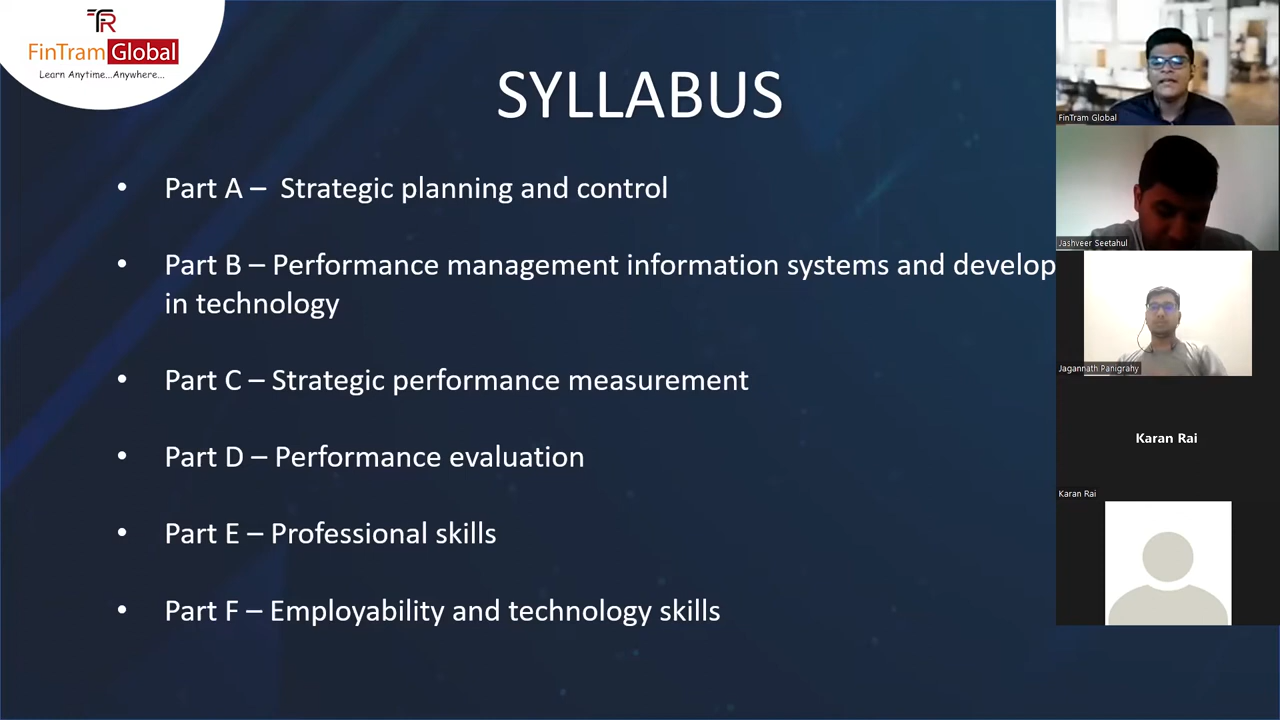 FinTram Global
Learn Anytime...Anywhere...
SYLLABUS
• Part A – Strategic planning and control
• Part B – Performance management information systems and develop
in technology
• Part C – Strategic performance measurement
• Part D – Performance evaluation
• Part E – Professional skills
• Part F – Employability and technology skills
FinTram Global
Jashveer Seetahul
Jagannath Panigrahy
Karan Rai
Karan Rai